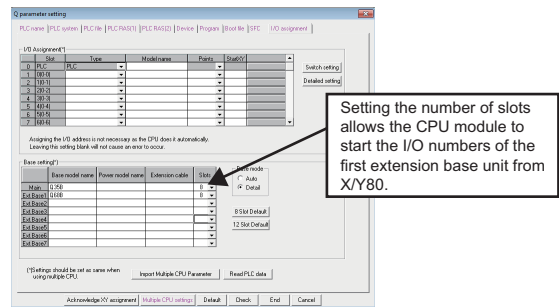 Q parameter setting
PLC name | PLC system | PLC file | PLC RAS(1) | PLC RAS(2) | Device | Program | Boot file | SFC | I/O assignment
I/O Assignment(*)
Slot Type Model name Points StartXY
0 PLC PLC
1 0(0-0)
2 1(0-1)
3 2(0-2)
4 3(0-3)
5 4(0-4)
6 5(0-5)
7 6(0-6)
Switch setting
Detailed setting
Assigning the I/O address is not necessary as the CPU does it automatically.
Leaving this setting blank will not cause an error to occur.
Setting the number of slots
allows the CPU module to
start the I/O numbers of the
first extension base unit from
X/Y80.
Base setting(*)
Base model name Power model name Extension cable Slots
Main Q35B 8
Ext.Base1 Q68B 8
Ext.Base2
Ext.Base3
Ext.Base4
Ext.Base5
Ext.Base6
Ext.Base7
Base mode
Auto
Detail
8 Slot Default
12 Slot Default
(*)Settings should be set as same when
using multiple CPU.
Import Multiple CPU Parameter
Read PLC data
Acknowledge XY assignment Multiple CPU settings Default Check End Cancel